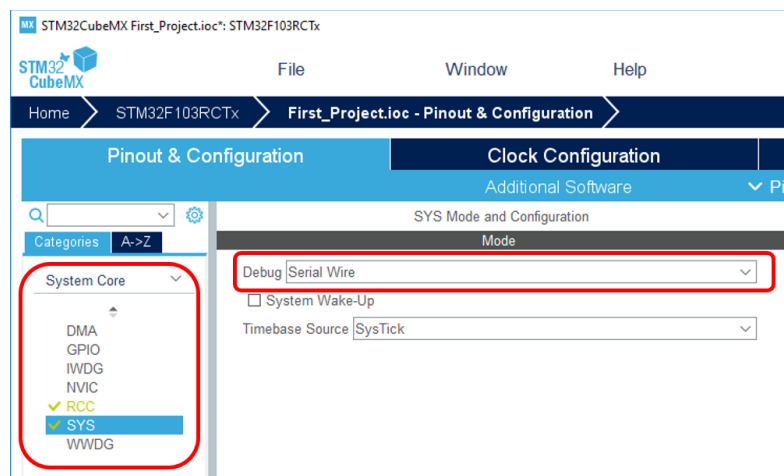 MX STM32CubeMX First_Project.ioc*: STM32F103RCTx
STM32
CubeMX
File Window Help
Home STM32F103RCTx First_Project.ioc - Pinout & Configuration
Pinout & Configuration Clock Configuration
Additional Software Pi
SYS Mode and Configuration
Categories A->Z
Mode
System Core
Debug Serial Wire
System Wake-Up
Timebase Source SysTick
DMA
GPIO
IWDG
NVIC
RCC
SYS
WWDG